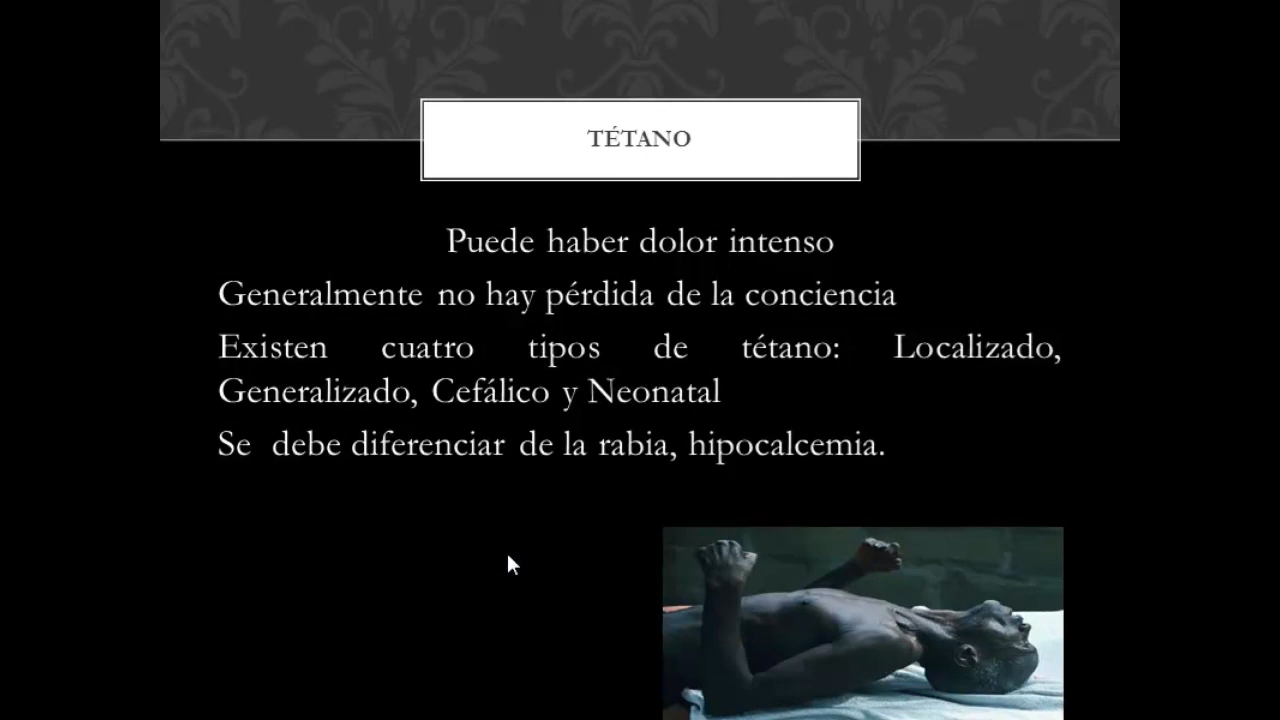 TÉTANO
Puede haber dolor intenso
Generalmente no hay pérdida de la conciencia
Existen cuatro tipos de tétano: Localizado,
Generalizado, Cefálico y Neonatal
Se debe diferenciar de la rabia, hipocalcemia.